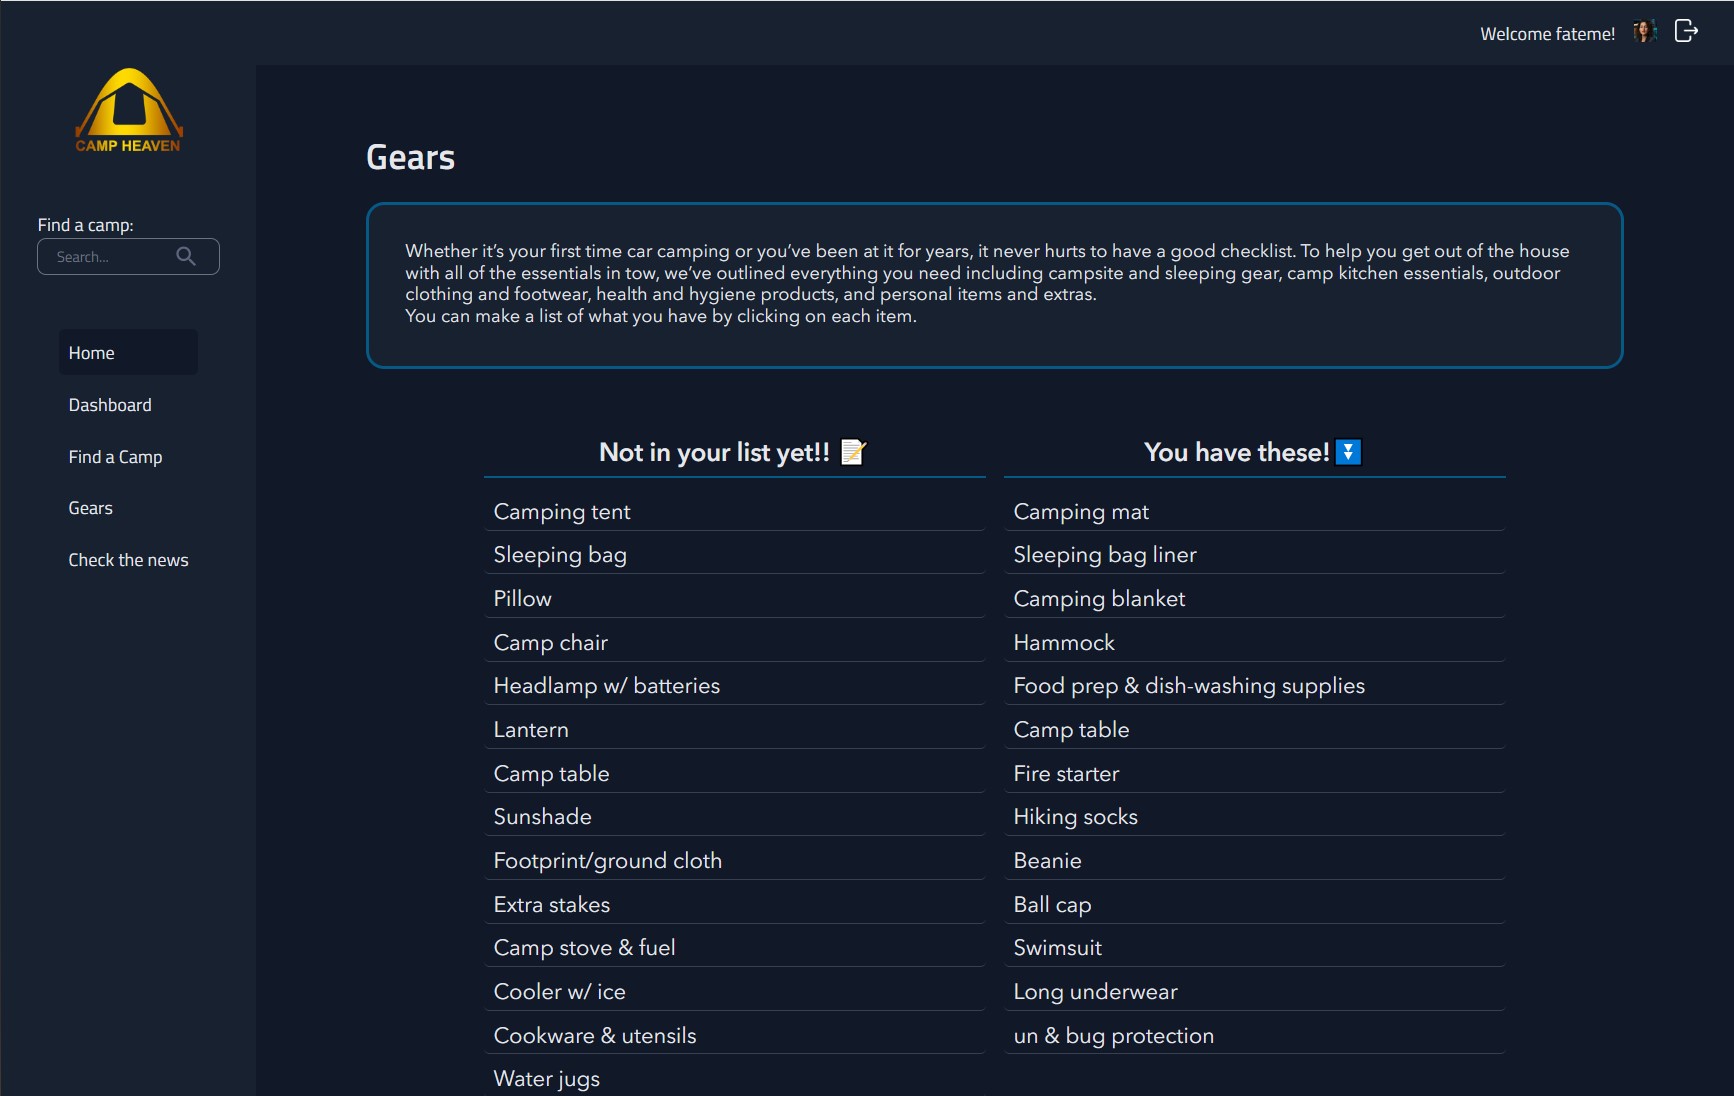 Welcome fateme!
CAMP HEAVEN
Find a camp:
Search...
Home
Dashboard
Find a Camp
Gears
Check the news
Gears
Whether it’s your first time car camping or you’ve been at it for years, it never hurts to have a good checklist. To help you get out of the house
with all of the essentials in tow, we’ve outlined everything you need including campsite and sleeping gear, camp kitchen essentials, outdoor
clothing and footwear, health and hygiene products, and personal items and extras.
You can make a list of what you have by clicking on each item.
Not in your list yet!! 📝
Camping tent
Sleeping bag
Pillow
Camp chair
Headlamp w/ batteries
Lantern
Camp table
Sunshade
Footprint/ground cloth
Extra stakes
Camp stove & fuel
Cooler w/ ice
Cookware & utensils
Water jugs
You have these!⏬
Camping mat
Sleeping bag liner
Camping blanket
Hammock
Food prep & dish-washing supplies
Camp table
Fire starter
Hiking socks
Beanie
Ball cap
Swimsuit
Long underwear
un & bug protection